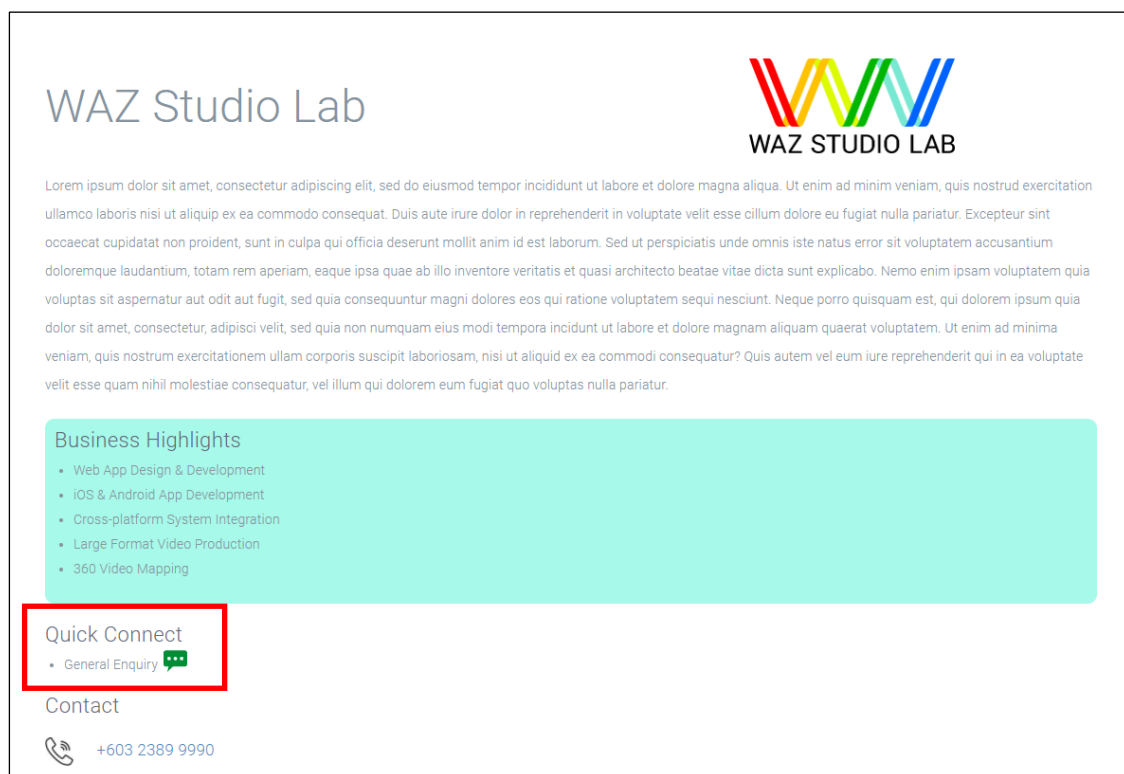 WAZ Studio Lab
WAZ STUDIO LAB
Lorem ipsum dolor sit amet, consectetur adipiscing elit, sed do eiusmod tempor incididunt ut labore et dolore magna aliqua. Ut enim ad minim veniam, quis nostrud exercitation
ullamco laboris nisi ut aliquip ex ea commodo consequat. Duis aute irure dolor in reprehenderit in voluptate velit esse cillum dolore eu fugiat nulla pariatur. Excepteur sint
occaecat cupidatat non proident, sunt in culpa qui officia deserunt mollit anim id est laborum. Sed ut perspiciatis unde omnis iste natus error sit voluptatem accusantium
doloremque laudantium, totam rem aperiam, eaque ipsa quae ab illo inventore veritatis et quasi architecto beatae vitae dicta sunt explicabo. Nemo enim ipsam voluptatem quia
voluptas sit aspernatur aut odit aut fugit, sed quia consequuntur magni dolores eos qui ratione voluptatem sequi nesciunt. Neque porro quisquam est, qui dolorem ipsum quia
dolor sit amet, consectetur, adipisci velit, sed quia non numquam eius modi tempora incidunt ut labore et dolore magnam aliquam quaerat voluptatem. Ut enim ad minima
veniam, quis nostrum exercitationem ullam corporis suscipit laboriosam, nisi ut aliquid ex ea commodi consequatur? Quis autem vel eum iure reprehenderit qui in ea voluptate
velit esse quam nihil molestiae consequatur, vel illum qui dolorem eum fugiat quo voluptas nulla pariatur.
Business Highlights
• Web App Design & Development
• iOS & Android App Development
• Cross-platform System Integration
• Large Format Video Production
• 360 Video Mapping
Quick Connect
• General Enquiry
Contact
+603 2389 9990